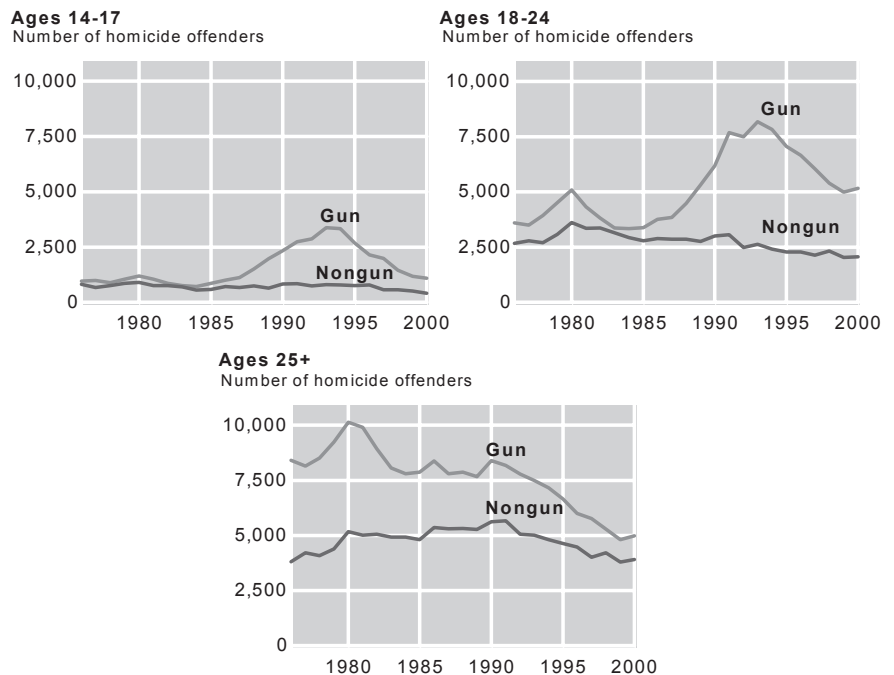 Ages 14-17
Number of homicide offenders
10,000
7,500
5,000
2,500
0
Gun
Nongun
1980 1985 1990 1995 2000
Ages 18-24
Number of homicide offenders
10,000
7,500
5,000
2,500
0
Gun
Nongun
1980 1985 1990 1995 2000
Ages 25+
Number of homicide offenders
10,000
7,500
5,000
2,500
0
Gun
Nongun
1980 1985 1990 1995 2000